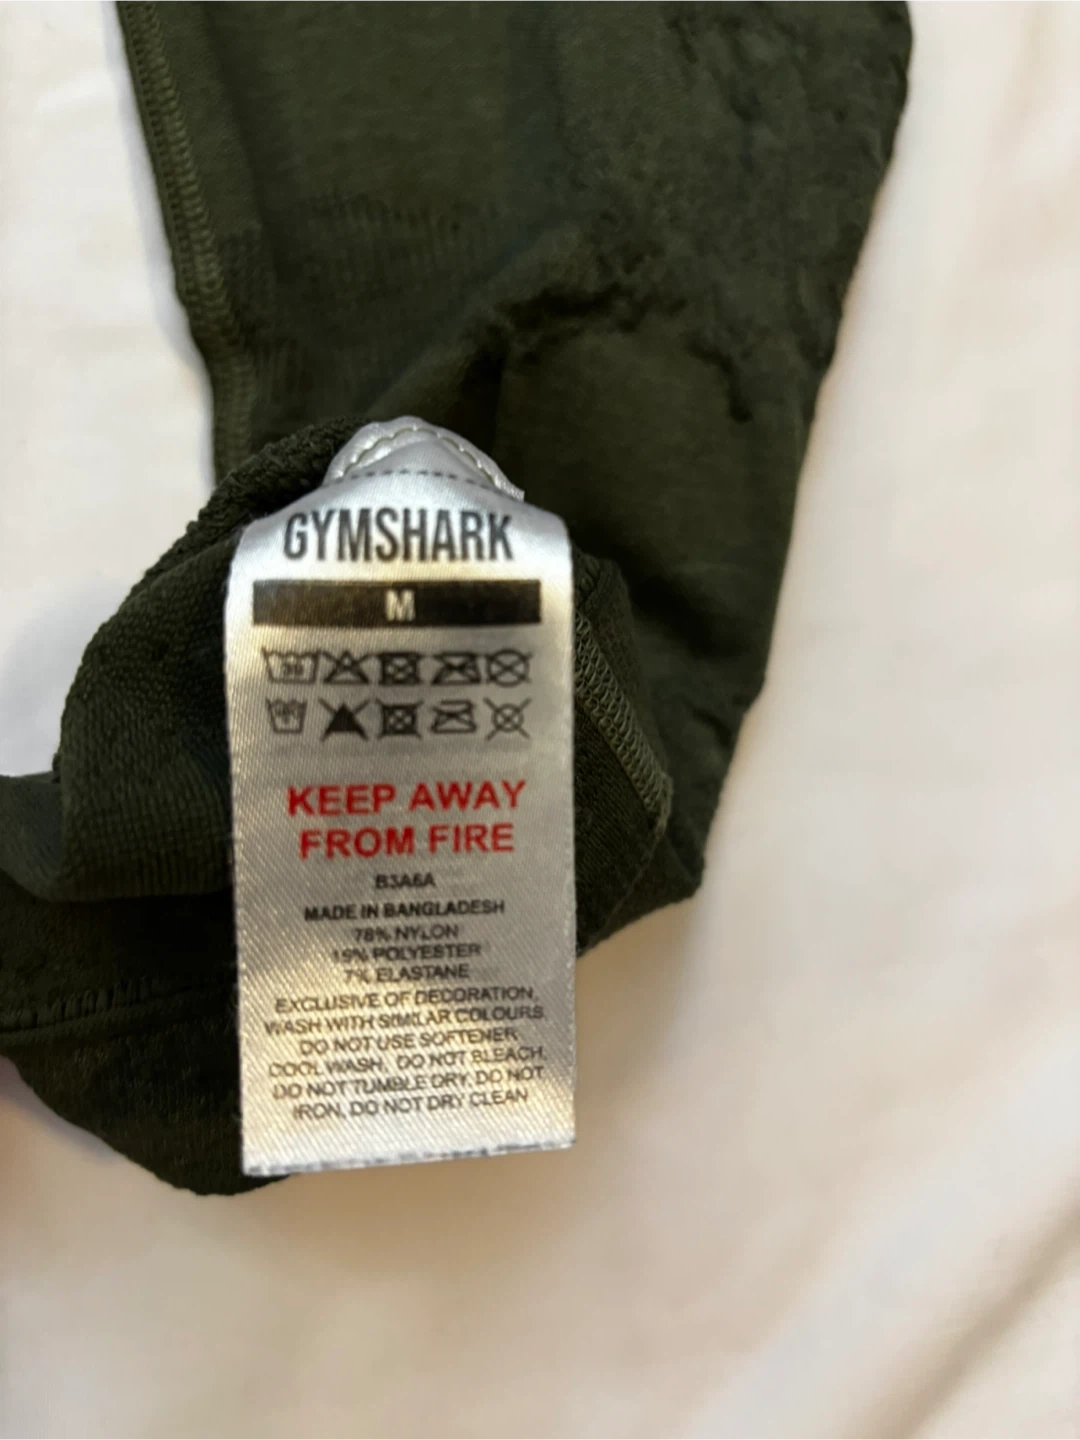 GYMSHARK
M
KEEP AWAY
FROM FIRE
B3A6A
MADE IN BANGLADESH
78% NYLON
15% POLYESTER
7% ELASTANE
EXCLUSIVE OF DECORATION,
WASH WITH SIMILAR COLOURS.
DO NOT USE SOFTENER.
COOL WASH. DO NOT BLEACH.
DO NOT TUMBLE DRY. DO NOT
IRON. DO NOT DRY CLEAN